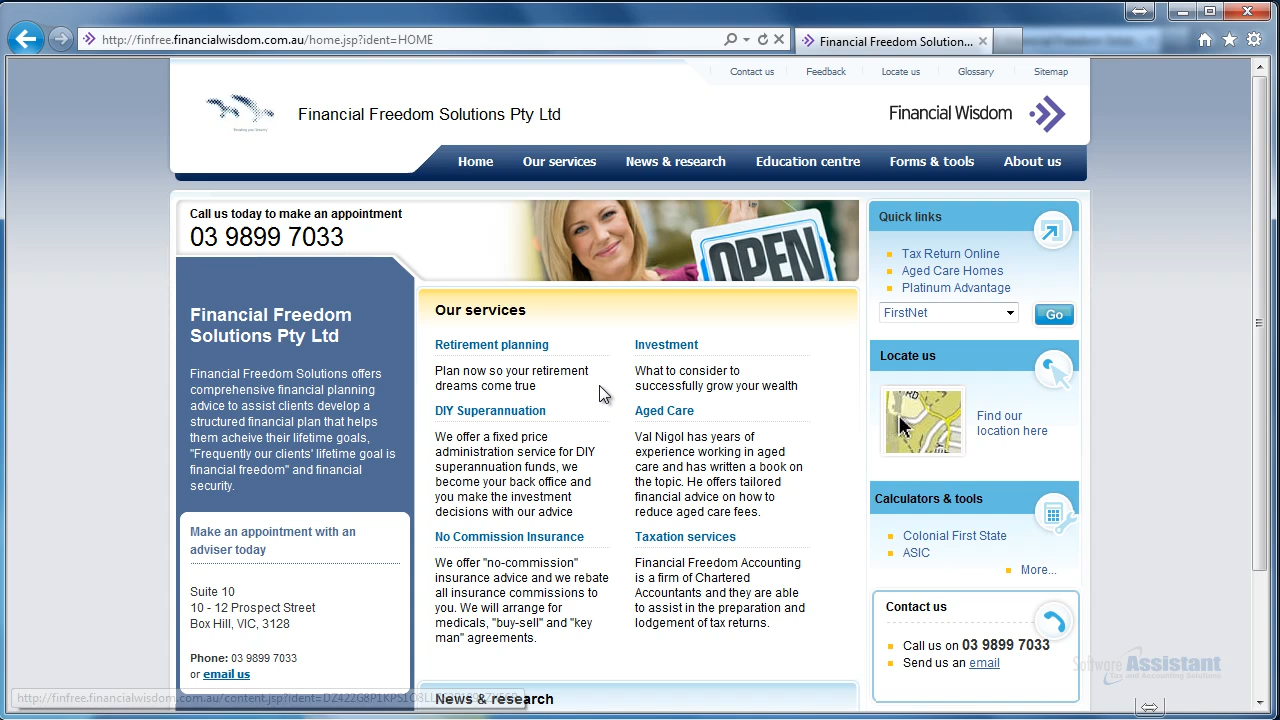 http://finfree.financialwisdom.com.au/home.jsp?ident=HOME
Financial Freedom Solution...
Contact us
Feedback
Locate us
Glossary
Sitemap
Financial Freedom Solutions Pty Ltd
Financial Wisdom
Home
Our services
News & research
Education centre
Forms & tools
About us
Call us today to make an appointment
03 9899 7033
OPEN
Financial Freedom
Solutions Pty Ltd
Financial Freedom Solutions offers
comprehensive financial planning
advice to assist clients develop a
structured financial plan that helps
them acheive their lifetime goals,
"Frequently our clients' lifetime goal is
financial freedom" and financial
security.
Make an appointment with an
adviser today
Suite 10
10 - 12 Prospect Street
Box Hill, VIC, 3128
Phone: 03 9899 7033
or email us
Our services
Retirement planning
Plan now so your retirement
dreams come true
DIY Superannuation
We offer a fixed price
administration service for DIY
superannuation funds, we
become your back office and
you make the investment
decisions with our advice
No Commission Insurance
We offer "no-commission"
insurance advice and we rebate
all insurance commissions to
you. We will arrange for
medicals, "buy-sell" and "key
man" agreements.
Investment
What to consider to
successfully grow your wealth
Aged Care
Val Nigol has years of
experience working in aged
care and has written a book on
the topic. He offers tailored
financial advice on how to
reduce aged care fees.
Taxation services
Financial Freedom Accounting
is a firm of Chartered
Accountants and they are able
to assist in the preparation and
lodgement of tax returns.
News & research
Quick links
Tax Return Online
Aged Care Homes
Platinum Advantage
FirstNet
Go
Locate us
RD
Find our
location here
Calculators & tools
Colonial First State
ASIC
More...
Contact us
Call us on 03 9899 7033
Send us an email
Software Assistant
Tax and Accounting Solutions